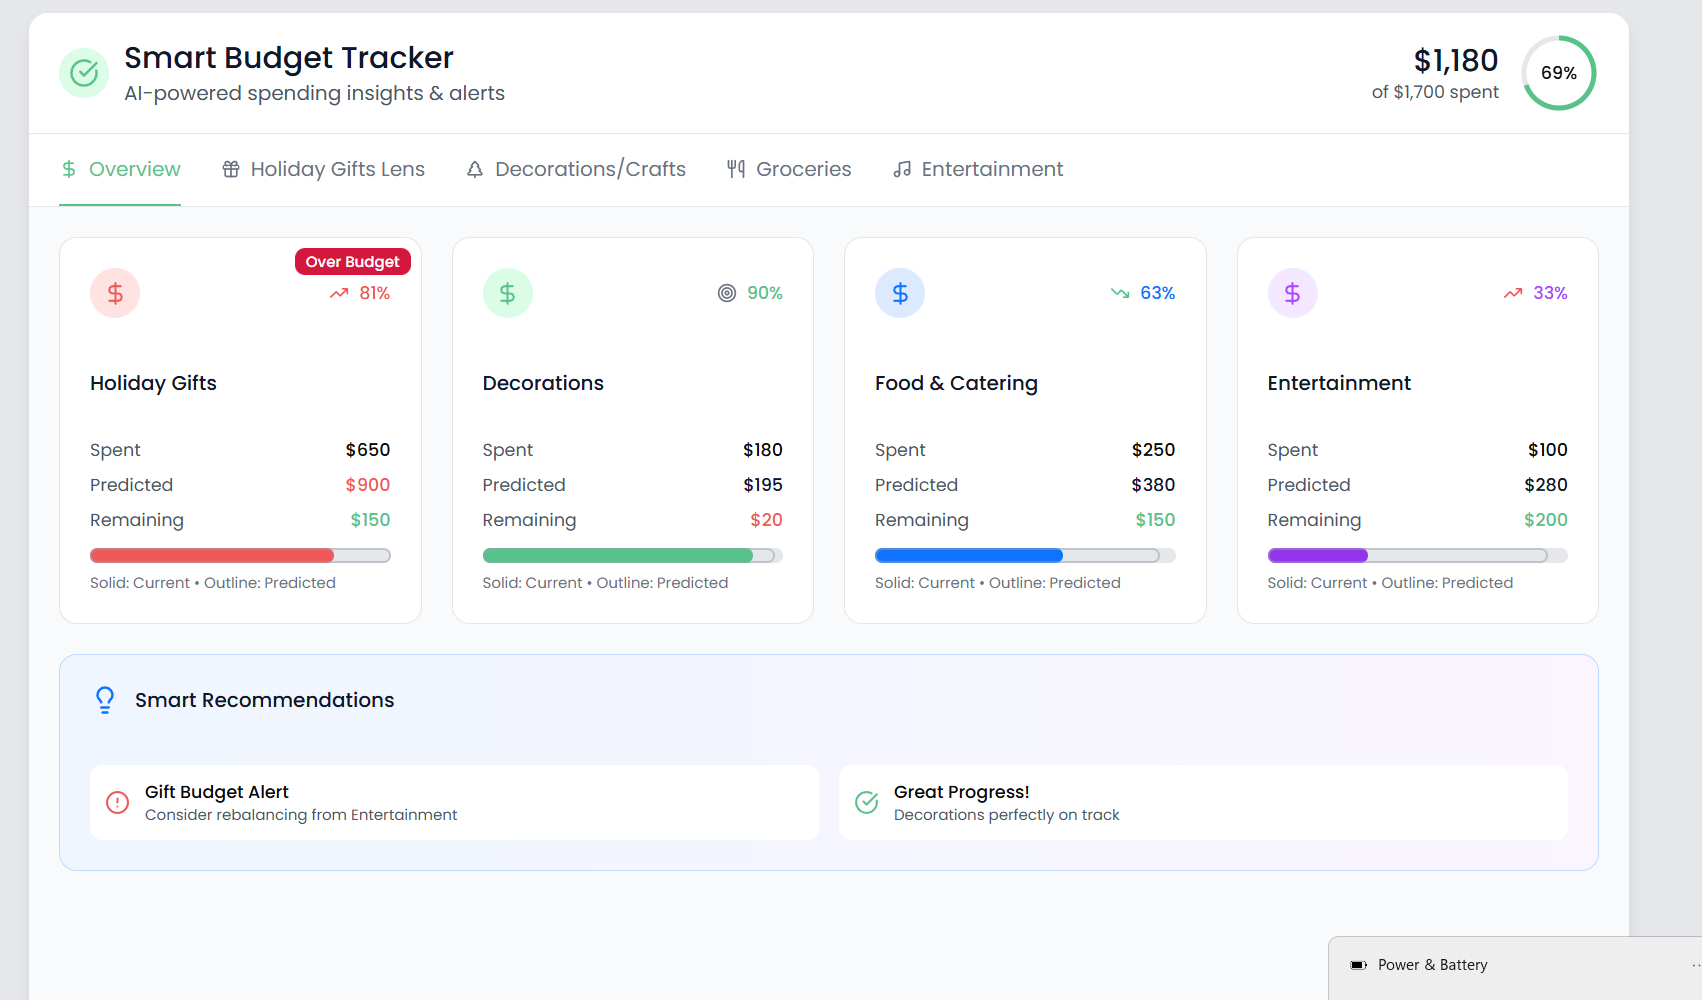 Smart Budget Tracker
AI-powered spending insights & alerts
$1,180
of $1,700 spent
69%
Overview
Holiday Gifts Lens
Decorations/Crafts
Groceries
Entertainment
Over Budget
81%
Holiday Gifts
Spent $650
Predicted $900
Remaining $150
Solid: Current • Outline: Predicted
90%
Decorations
Spent $180
Predicted $195
Remaining $20
Solid: Current • Outline: Predicted
63%
Food & Catering
Spent $250
Predicted $380
Remaining $150
Solid: Current • Outline: Predicted
33%
Entertainment
Spent $100
Predicted $280
Remaining $200
Solid: Current • Outline: Predicted
Smart Recommendations
Gift Budget Alert
Consider rebalancing from Entertainment
Great Progress!
Decorations perfectly on track
Power & Battery